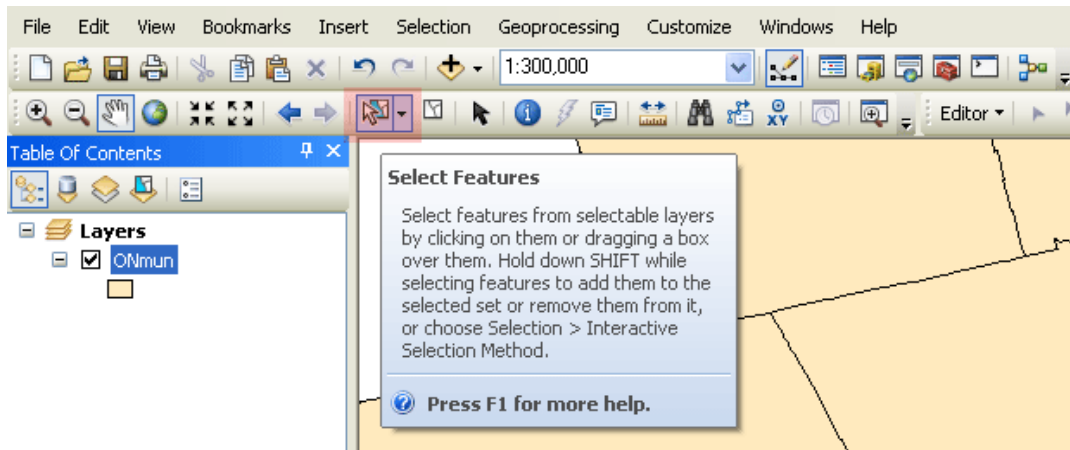 File Edit View Bookmarks Insert Selection Geoprocessing Customize Windows Help
1:300,000
XY Editor
Table Of Contents
Layers
ONmun
Select Features
Select features from selectable layers
by clicking on them or dragging a box
over them. Hold down SHIFT while
selecting features to add them to the
selected set or remove them from it,
or choose Selection > Interactive
Selection Method.
Press F1 for more help.